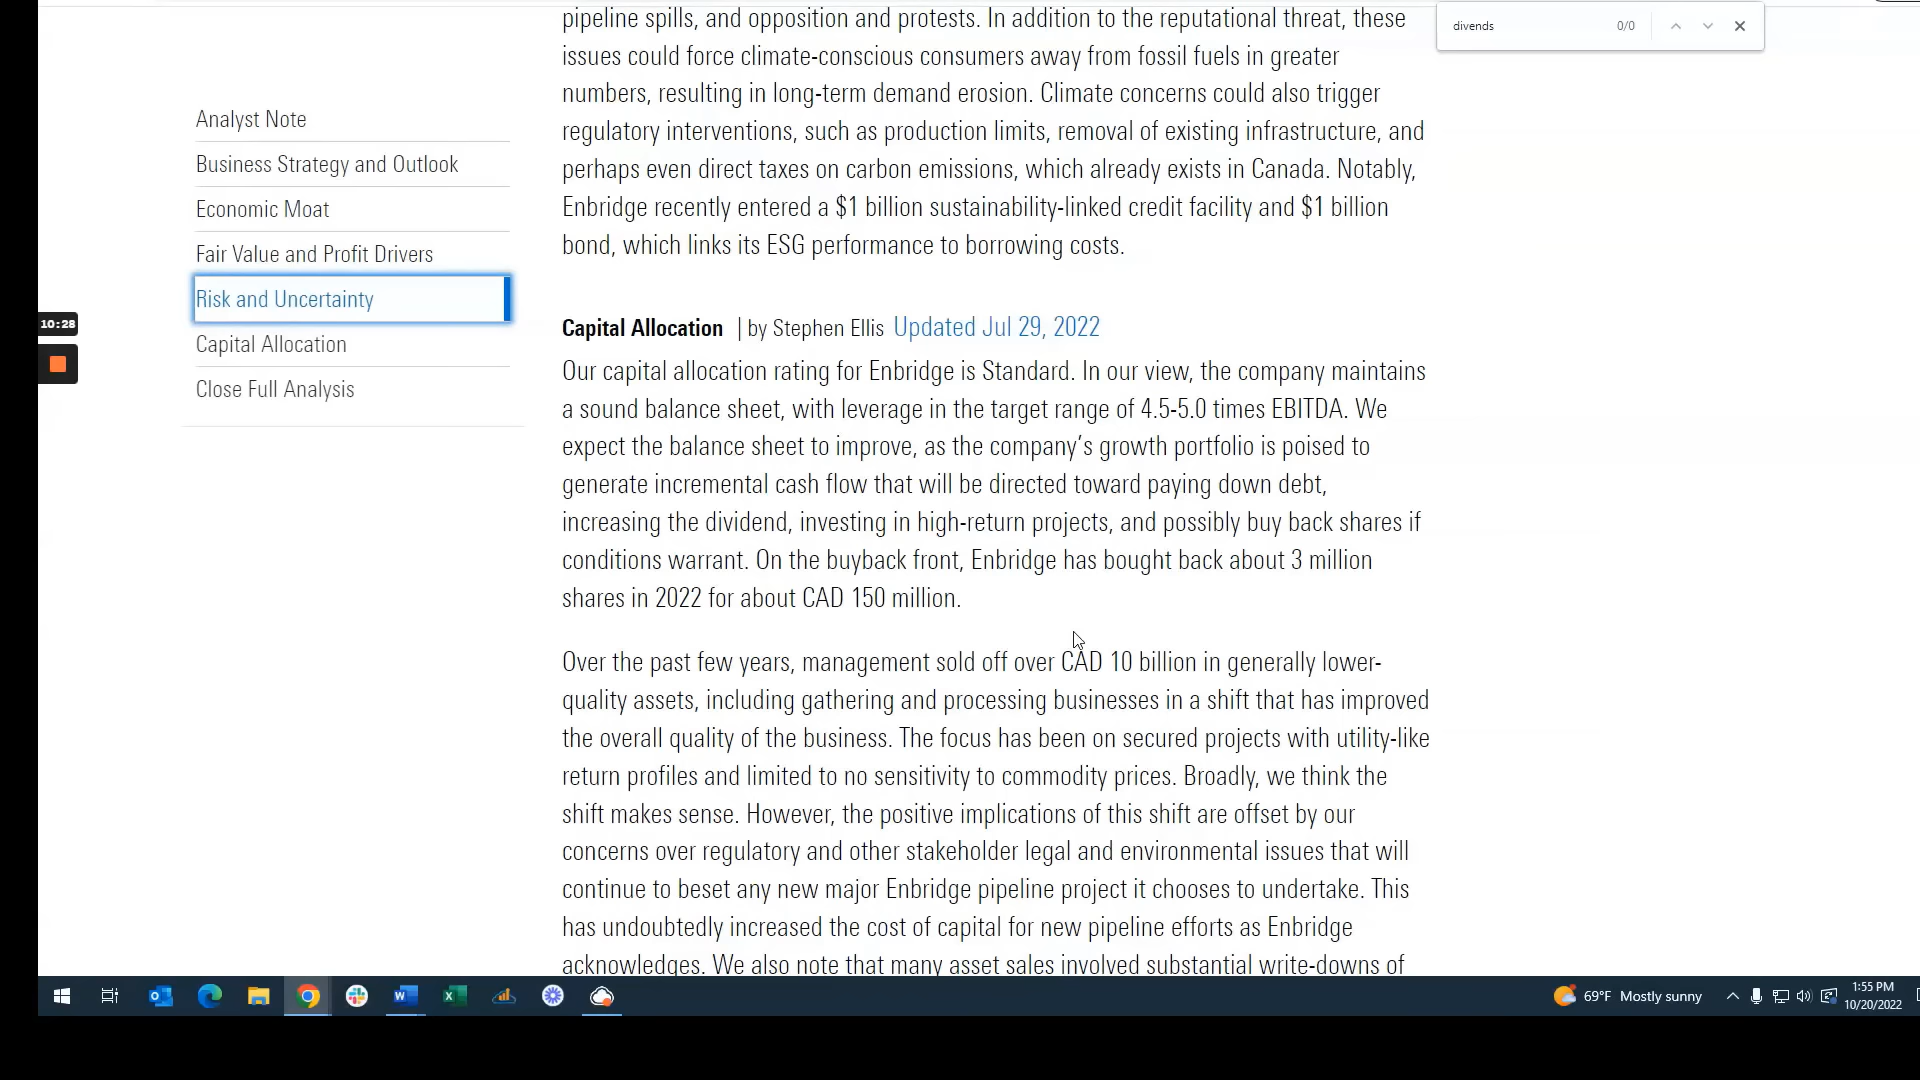 pipeline spills, and opposition and protests. In addition to the reputational threat, these
issues could force climate-conscious consumers away from fossil fuels in greater
numbers, resulting in long-term demand erosion. Climate concerns could also trigger
regulatory interventions, such as production limits, removal of existing infrastructure, and
perhaps even direct taxes on carbon emissions, which already exists in Canada. Notably,
Enbridge recently entered a $1 billion sustainability-linked credit facility and $1 billion
bond, which links its ESG performance to borrowing costs.
divends 0/0
Analyst Note
Business Strategy and Outlook
Economic Moat
Fair Value and Profit Drivers
Risk and Uncertainty
Capital Allocation
Close Full Analysis
10:28
Capital Allocation | by Stephen Ellis Updated Jul 29, 2022
Our capital allocation rating for Enbridge is Standard. In our view, the company maintains
a sound balance sheet, with leverage in the target range of 4.5-5.0 times EBITDA. We
expect the balance sheet to improve, as the company's growth portfolio is poised to
generate incremental cash flow that will be directed toward paying down debt,
increasing the dividend, investing in high-return projects, and possibly buy back shares if
conditions warrant. On the buyback front, Enbridge has bought back about 3 million
shares in 2022 for about CAD 150 million.
Over the past few years, management sold off over CAD 10 billion in generally lower-
quality assets, including gathering and processing businesses in a shift that has improved
the overall quality of the business. The focus has been on secured projects with utility-like
return profiles and limited to no sensitivity to commodity prices. Broadly, we think the
shift makes sense. However, the positive implications of this shift are offset by our
concerns over regulatory and other stakeholder legal and environmental issues that will
continue to beset any new major Enbridge pipeline project it chooses to undertake. This
has undoubtedly increased the cost of capital for new pipeline efforts as Enbridge
acknowledges. We also note that many asset sales involved substantial write-downs of
69°F Mostly sunny
1:55 PM
10/20/2022